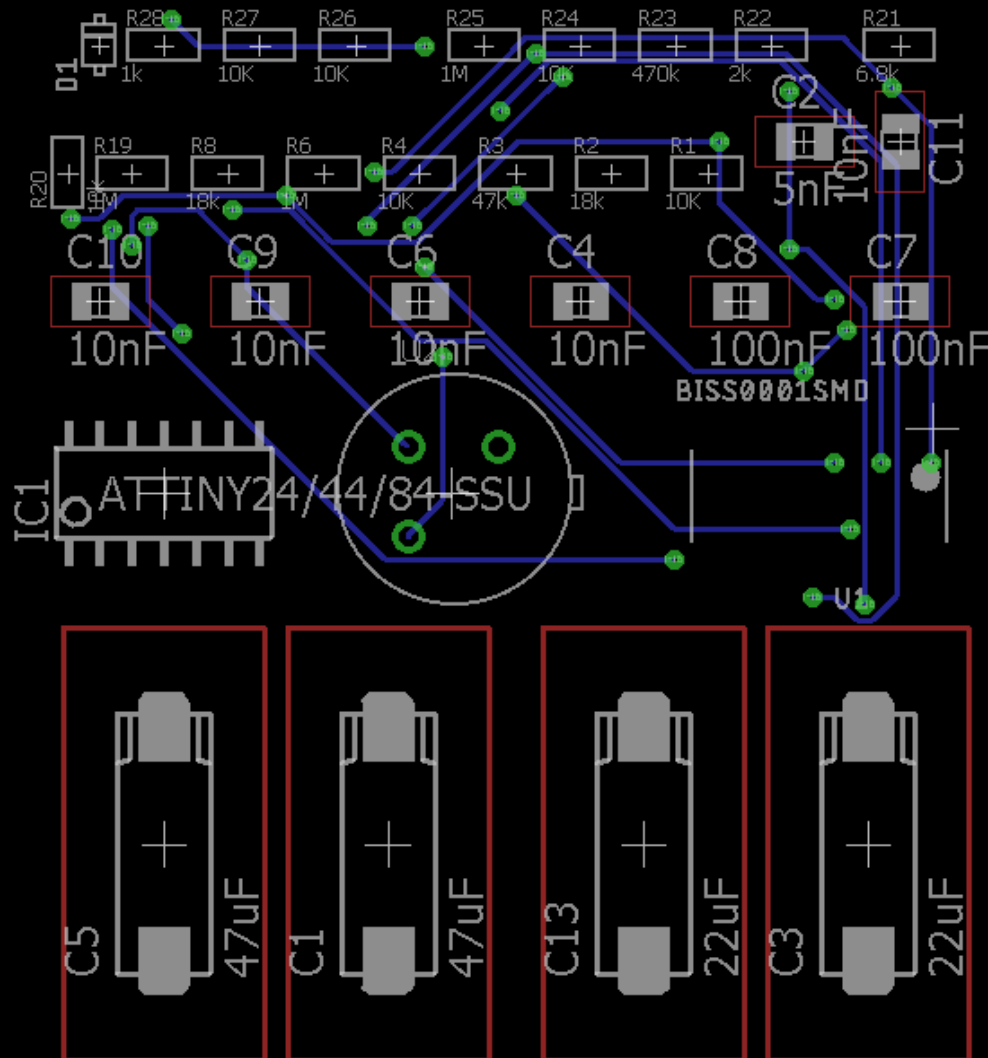 R28 R27 R26 R25 R24 R23 R22 R21
D1
1k 10K 10K 1M 10K 470k 2k 6.8k
C2
10nF
C11
5nF
R20
R19 R8 R6 R4 R3 R2 R1
1M 18k 1M 10K 47k 18k 10K
C10 C9 C6 C4 C8 C7
10nF 10nF 10nF 10nF 100nF 100nF
BISS0001SMD
IC1
ATTINY24/44/84-SSU
U1
C5 47uF C1 47uF C13 22uF C3 22uF